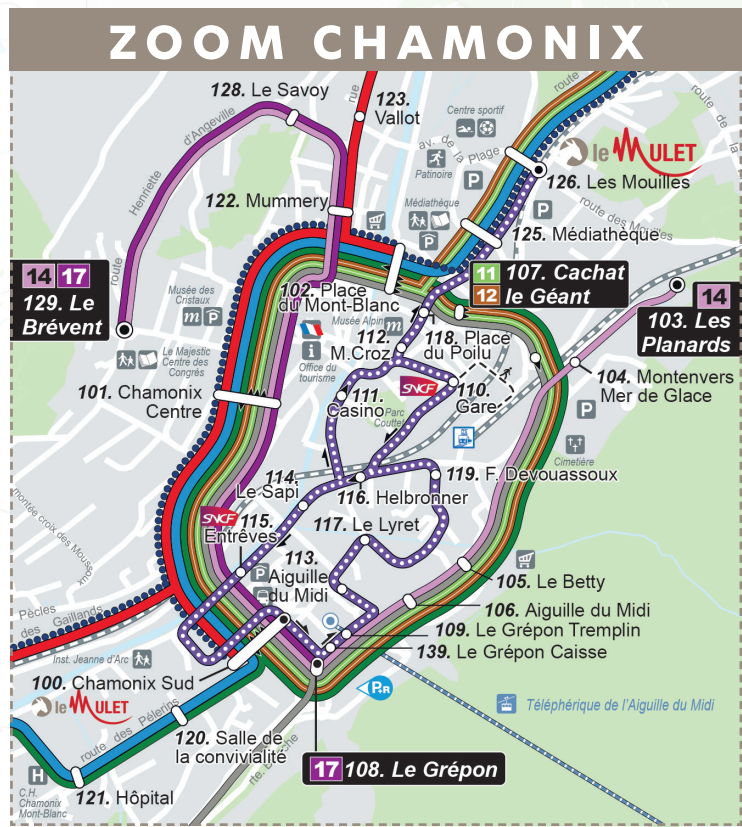 ZOOM CHAMONIX
128. Le Savoy
123.
Vallot
rue
route
route de la
d'Angeville
Henriette
route
Centre sportif
av. de la Plage
Patinoire
P
le MULET
126. Les Mouilles
P
route des Mouilles
122. Mummery
Médiathèque
P
125. Médiathèque
14 17
129. Le
Brévent
Musée des
Cristaux
m P
102. Place
du Mont-Blanc
11 107. Cachat
12 le Géant
Musée Alpin m
14
103. Les
Planards
112.
M.Croz
118. Place
du Poilu
i
Office du
tourisme
Le Majestic
Centre des
Congrés
101. Chamonix
Centre
SNCF
110.
Gare
104. Montenvers
Mer de Glace
P
111.
Casino
Parc
Couttet
Cimetière
114.
Le Sapi
119. F. Devouassoux
116. Helbronner
montée croix des Moussoux
SNCF
115.
Entrêves
117. Le Lyret
113.
Aiguille
du Midi
P
105. Le Betty
106. Aiguille du Midi
109. Le Grépon Tremplin
139. Le Grépon Caisse
Pècles
des Gaillands
Inst. Jeanne d'Arc
100. Chamonix Sud
le MULET
P+R
Téléphérique de l'Aiguille du Midi
route des Pélerins
120. Salle de
la convivialité
17 108. Le Grépon
H
C.H.
Chamonix
Mont-Blanc
121. Hôpital